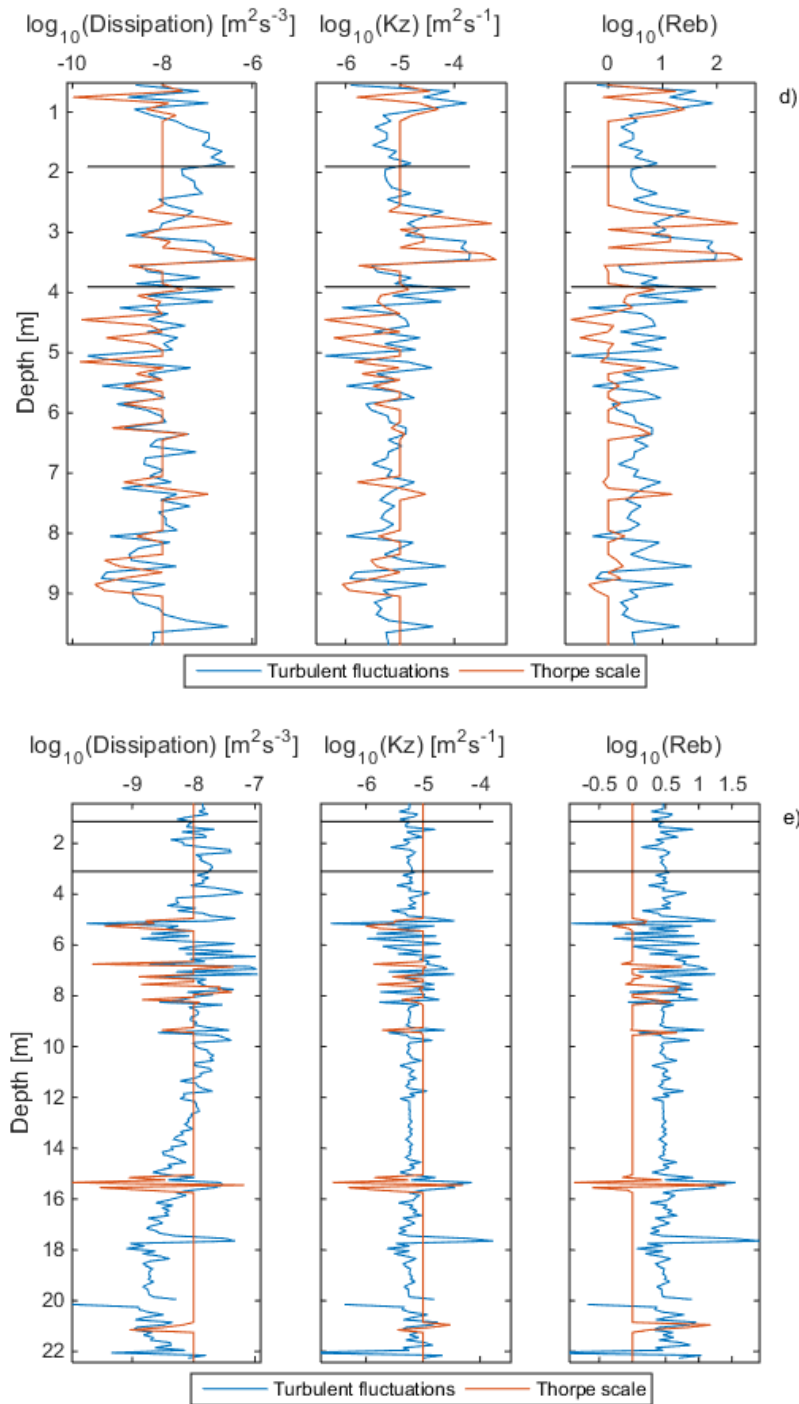 log10(Dissipation) [m²s⁻³] log10(Kz) [m²s⁻¹] log10(Reb)
-10 -8 -6 -6 -5 -4 0 1 2
d)
1
2
3
4
5
6
7
8
9
Depth [m]
Turbulent fluctuations Thorpe scale
log10(Dissipation) [m²s⁻³] log10(Kz) [m²s⁻¹] log10(Reb)
-9 -8 -7 -6 -5 -4 -0.5 0 0.5 1 1.5
e)
2
4
6
8
10
12
14
16
18
20
22
Depth [m]
Turbulent fluctuations Thorpe scale